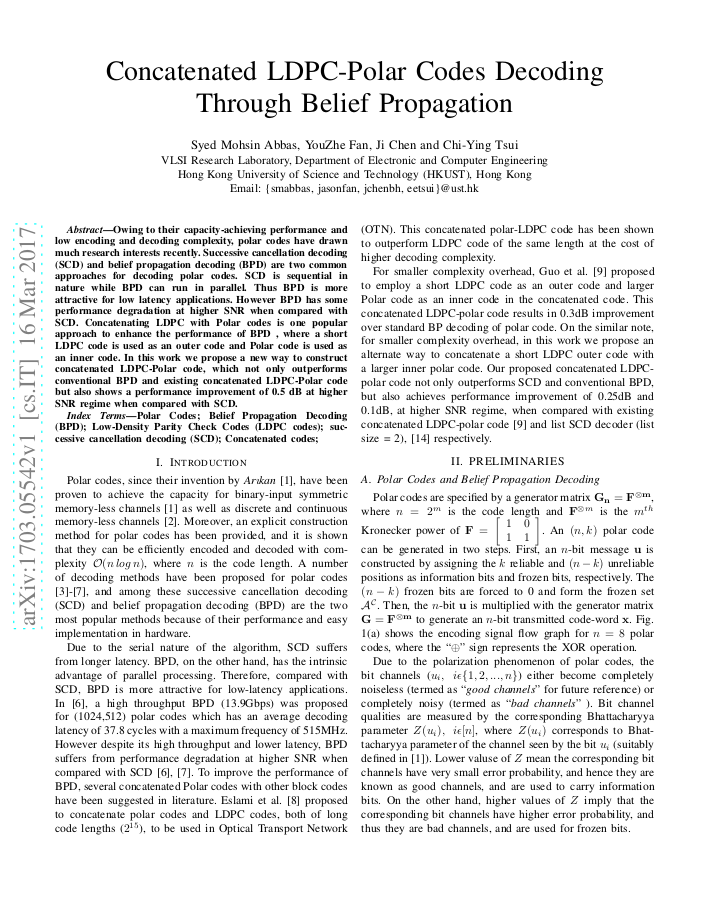 Concatenated LDPC-Polar Codes Decoding
Through Belief Propagation
Syed Mohsin Abbas, YouZhe Fan, Ji Chen and Chi-Ying Tsui
VLSI Research Laboratory, Department of Electronic and Computer Engineering
Hong Kong University of Science and Technology (HKUST), Hong Kong
Email: {smabbas, jasonfan, jchenbh, eetsui}@ust.hk
arXiv:1703.05542v1 [cs.IT] 16 Mar 2017
Abstract—Owing to their capacity-achieving performance and
low encoding and decoding complexity, polar codes have drawn
much research interests recently. Successive cancellation decoding
(SCD) and belief propagation decoding (BPD) are two common
approaches for decoding polar codes. SCD is sequential in
nature while BPD can run in parallel. Thus BPD is more
attractive for low latency applications. However BPD has some
performance degradation at higher SNR when compared with
SCD. Concatenating LDPC with Polar codes is one popular
approach to enhance the performance of BPD , where a short
LDPC code is used as an outer code and Polar code is used as
an inner code. In this work we propose a new way to construct
concatenated LDPC-Polar code, which not only outperforms
conventional BPD and existing concatenated LDPC-Polar code
but also shows a performance improvement of 0.5 dB at higher
SNR regime when compared with SCD.
Index Terms—Polar Codes; Belief Propagation Decoding
(BPD); Low-Density Parity Check Codes (LDPC codes); suc-
cessive cancellation decoding (SCD); Concatenated codes;
I. Introduction
Polar codes, since their invention by Arıkan [1], have been
proven to achieve the capacity for binary-input symmetric
memory-less channels [1] as well as discrete and continuous
memory-less channels [2]. Moreover, an explicit construction
method for polar codes has been provided, and it is shown
that they can be efficiently encoded and decoded with com-
plexity O(n log n), where n is the code length. A number
of decoding methods have been proposed for polar codes
[3]-[7], and among these successive cancellation decoding
(SCD) and belief propagation decoding (BPD) are the two
most popular methods because of their performance and easy
implementation in hardware.
Due to the serial nature of the algorithm, SCD suffers
from longer latency. BPD, on the other hand, has the intrinsic
advantage of parallel processing. Therefore, compared with
SCD, BPD is more attractive for low-latency applications.
In [6], a high throughput BPD (13.9Gbps) was proposed
for (1024,512) polar codes which has an average decoding
latency of 37.8 cycles with a maximum frequency of 515MHz.
However despite its high throughput and lower latency, BPD
suffers from performance degradation at higher SNR when
compared with SCD [6], [7]. To improve the performance of
BPD, several concatenated Polar codes with other block codes
have been suggested in literature. Eslami et al. [8] proposed
to concatenate polar codes and LDPC codes, both of long
code lengths (2¹⁵), to be used in Optical Transport Network
(OTN). This concatenated polar-LDPC code has been shown
to outperform LDPC code of the same length at the cost of
higher decoding complexity.
For smaller complexity overhead, Guo et al. [9] proposed
to employ a short LDPC code as an outer code and larger
Polar code as an inner code in the concatenated code. This
concatenated LDPC-polar code results in 0.3dB improvement
over standard BP decoding of polar code. On the similar note,
for smaller complexity overhead, in this work we propose an
alternate way to concatenate a short LDPC outer code with
a larger inner polar code. Our proposed concatenated LDPC-
polar code not only outperforms SCD and conventional BPD,
but also achieves performance improvement of 0.25dB and
0.1dB, at higher SNR regime, when compared with existing
concatenated LDPC-polar code [9] and list SCD decoder (list
size = 2), [14] respectively.
II. PRELIMINARIES
A. Polar Codes and Belief Propagation Decoding
Polar codes are specified by a generator matrix Gₙ = F^⊗m,
where n = 2ᵐ is the code length and F^⊗m is the mᵗʰ
Kronecker power of F = [1 0; 1 1]. An (n, k) polar code
can be generated in two steps. First, an n-bit message u is
constructed by assigning the k reliable and (n − k) unreliable
positions as information bits and frozen bits, respectively. The
(n − k) frozen bits are forced to 0 and form the frozen set
A^C. Then, the n-bit u is multiplied with the generator matrix
G = F^⊗m to generate an n-bit transmitted code-word x. Fig.
1(a) shows the encoding signal flow graph for n = 8 polar
codes, where the “⊕” sign represents the XOR operation.
Due to the polarization phenomenon of polar codes, the
bit channels (uᵢ, iϵ{1, 2, ..., n}) either become completely
noiseless (termed as “good channels” for future reference) or
completely noisy (termed as “bad channels” ). Bit channel
qualities are measured by the corresponding Bhattacharyya
parameter Z(uᵢ), iϵ[n], where Z(uᵢ) corresponds to Bhat-
tacharyya parameter of the channel seen by the bit uᵢ (suitably
defined in [1]). Lower valuse of Z mean the corresponding bit
channels have very small error probability, and hence they are
known as good channels, and are used to carry information
bits. On the other hand, higher values of Z imply that the
corresponding bit channels have higher error probability, and
thus they are bad channels, and are used for frozen bits.